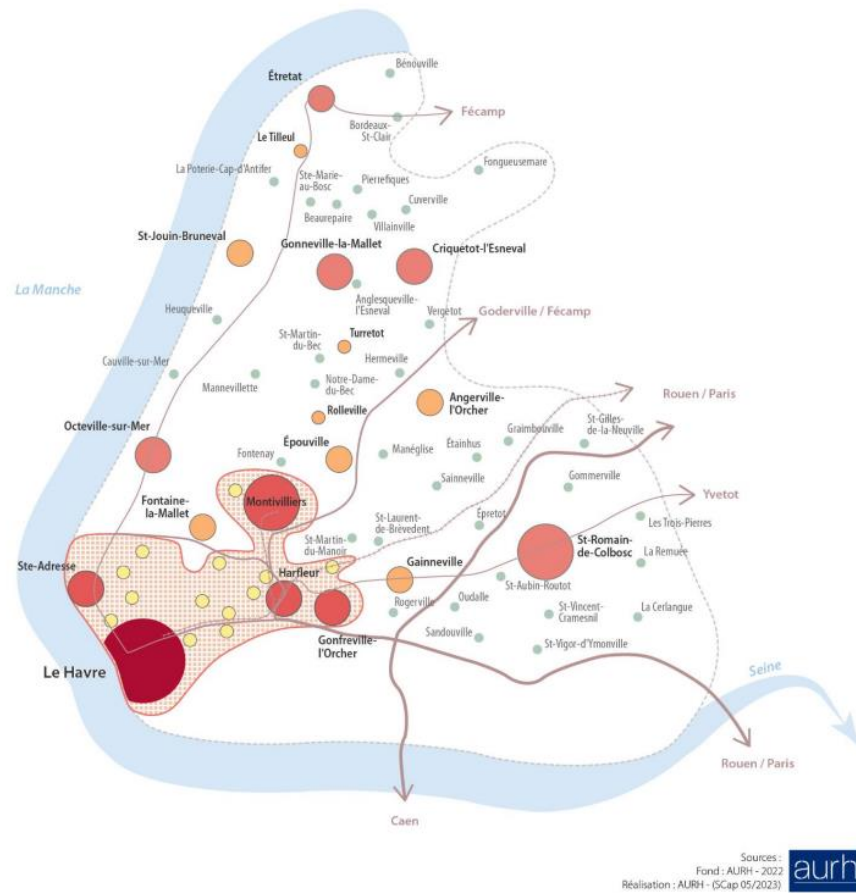 Bénouville
Étretat
Fécamp
Bordeaux-
St-Clair
Le Tilleul
Fongueusemare
La Poterie-Cap-d'Antifer
Ste-Marie-
au-Bosc
Pierrefiques
Cuverville
Beaurepaire
Villainville
St-Jouin-Bruneval
Gonneville-la-Mallet
Criquetot-l'Esneval
La Manche
Anglesqueville-
l'Esneval
Heuqueville
Vergetot
Goderville / Fécamp
St-Martin-
du-Bec
Turretot
Hermeville
Cauville-sur-Mer
Mannevillette
Notre-Dame-
du-Bec
Angerville-
l'Orcher
Rouen / Paris
Rolleville
Graimbouville
St-Gilles-
de-la-Neuville
Octeville-sur-Mer
Épouville
Fontenay
Manéglise
Étainhus
Sainneville
Gommerville
Montivilliers
Yvetot
Fontaine-
la-Mallet
St-Laurent-
de-Brèvedent
Épretot
Les Trois-Pierres
St-Martin-
du-Manoir
St-Romain-
de-Colbosc
Gainneville
La Remuée
Ste-Adresse
Harfleur
St-Aubin-Routot
Rogerville
Oudalle
St-Vincent-
Cramesnil
La Cerlangue
Gonfreville-
l'Orcher
Sandouville
St-Vigor-d'Ymonville
Le Havre
Seine
Rouen / Paris
Caen
Sources :
Fond : AURH - 2022
Réalisation : AURH - (SCap 05/2023)
aurh